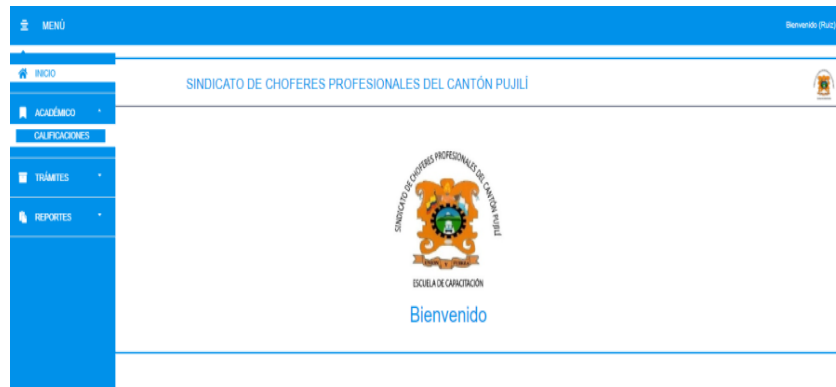 MENÚ
Bienvenido (Ruiz)
INICIO
SINDICATO DE CHOFERES PROFESIONALES DEL CANTÓN PUJILÍ
ACADÉMICO
CALIFICACIONES
TRÁMITES
REPORTES
SINDICATO DE CHOFERES PROFESIONALES DEL CANTÓN PUJILÍ
ESCUELA DE CAPACITACIÓN
Bienvenido